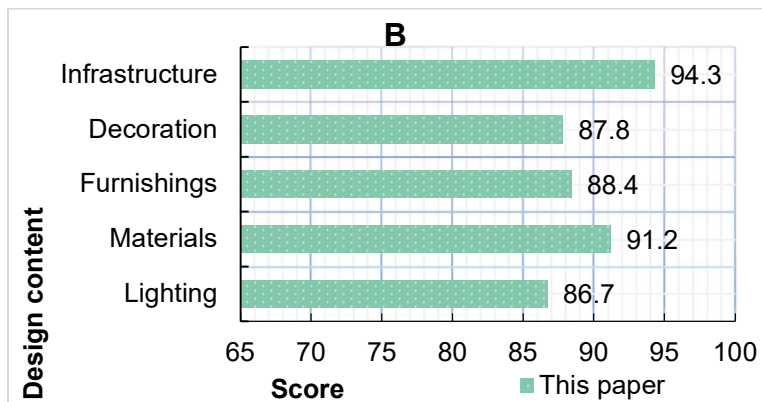 B
Infrastructure 94.3
Decoration 87.8
Furnishings 88.4
Materials 91.2
Lighting 86.7
Design content
65 70 75 80 85 90 95 100
Score
This paper